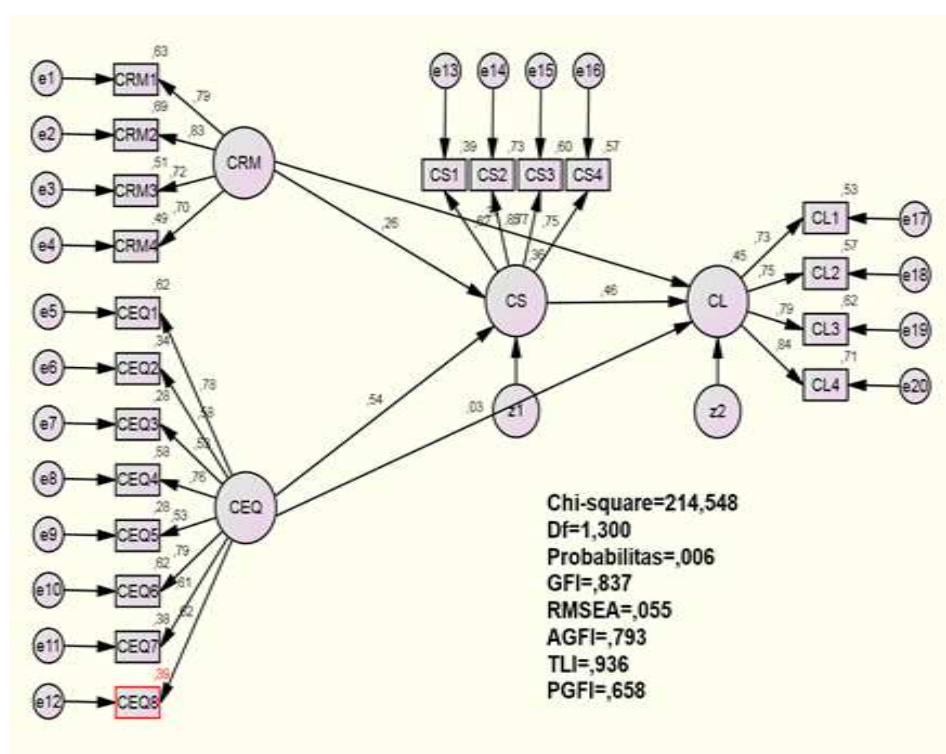 ,63
e1 CRM1
,79
,69
e2 CRM2 ,83
CRM
,51
e3 CRM3 ,72
,70
,49
e4 CRM4
,62
e5 CEQ1
,34
e6 CEQ2
,78
,28 ,58
e7 CEQ3
,58
e8 CEQ4 ,76
CEQ
,28
e9 CEQ5 ,53
,79
,62
e10 CEQ6
,38
e11 CEQ7
,39
e12 CEQ8
e13 e14 e15 e16
,39 ,73 ,60 ,57
CS1 CS2 CS3 CS4
,75
,26
,36
CS
,46
,54
,03
z1
,45
CL
z2
,53
CL1 e17
,73
,57
CL2 e18
,75
,62
,79
CL3 e19
,84
,71
CL4 e20
Chi-square=214,548
Df=1,300
Probabilitas=,006
GFI=,837
RMSEA=,055
AGFI=,793
TLI=,936
PGFI=,658